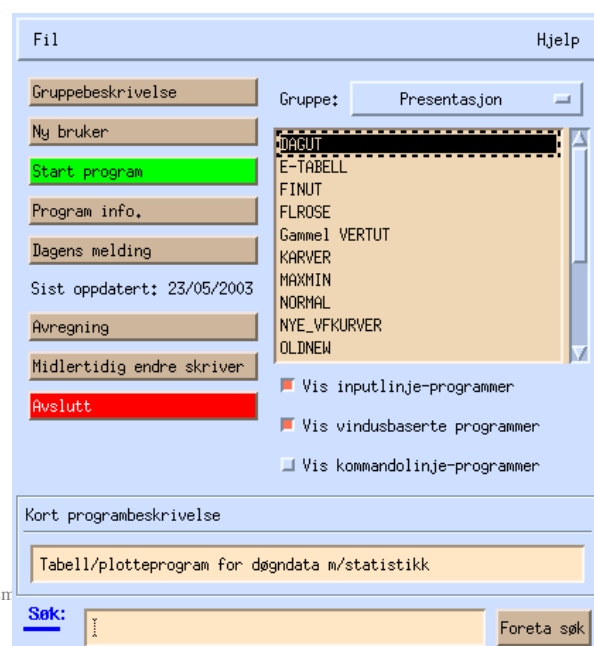 Fil Hjelp
Gruppebeskrivelse
Ny bruker
Start program
Program info.
Dagens melding
Sist oppdatert: 23/05/2003
Avregning
Midlertidig endre skriver
Avslutt
Gruppe: Presentasjon
DAGUT
E-TABELL
FINUT
FLROSE
Gammel VERTUT
KARVER
MAXMIN
NORMAL
NYE_VFKURVER
OLDNEW
Vis inputlinje-programmer
Vis vindusbaserte programmer
Vis kommandolinje-programmer
Kort programbeskrivelse
Tabell/plotteprogram for døgndata m/statistikk
m
Søk:
Foreta søk